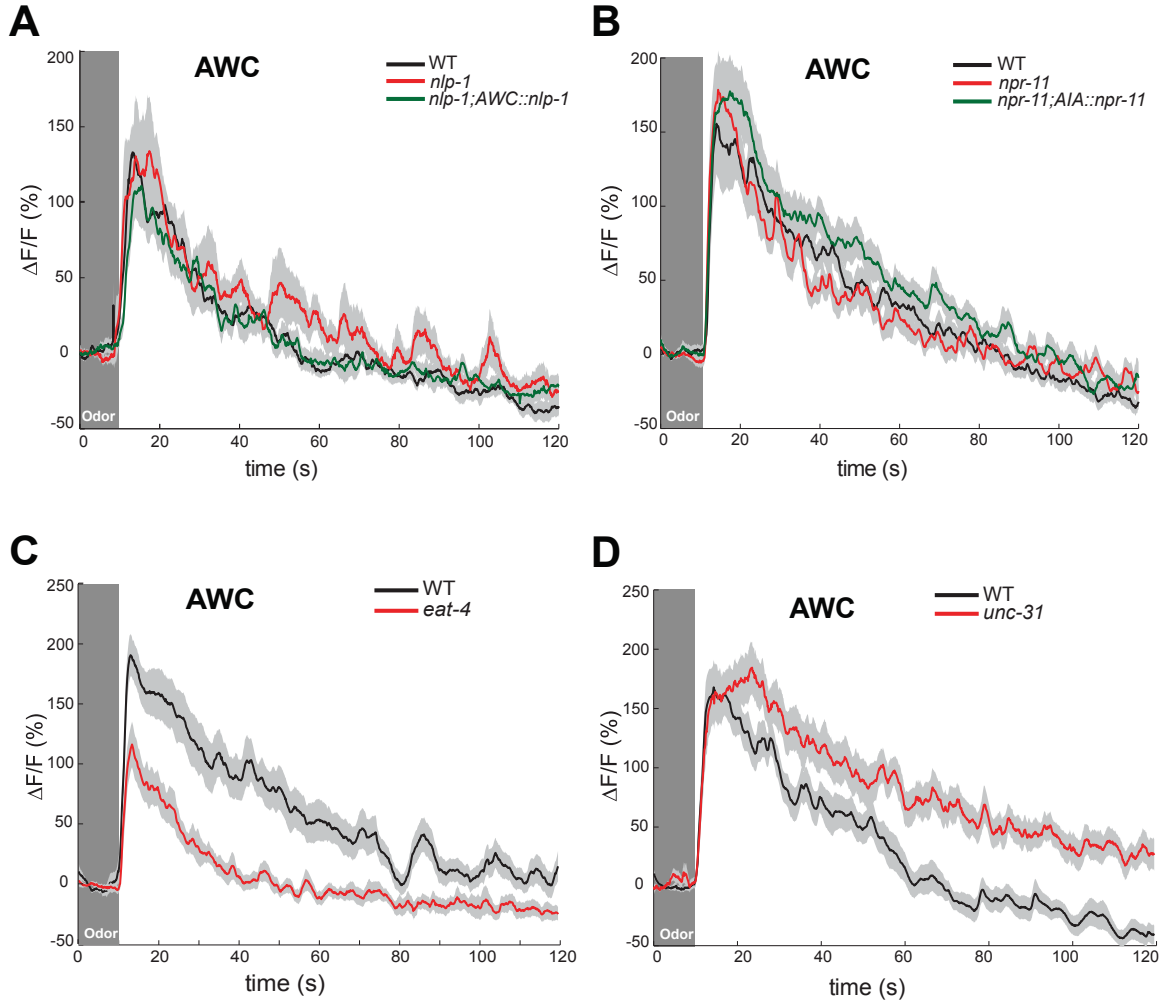 A
AWC
WT
nlp-1
nlp-1;AWC::nlp-1
200
150
100
50
0
-50
ΔF/F (%)
Odor
0 20 40 60 80 100 120
time (s)
B
AWC
WT
npr-11
npr-11;AIA::npr-11
200
150
100
50
0
-50
ΔF/F (%)
Odor
0 20 40 60 80 100 120
time (s)
C
AWC
WT
eat-4
250
200
150
100
50
0
-50
ΔF/F (%)
Odor
0 20 40 60 80 100 120
time (s)
D
AWC
WT
unc-31
250
200
150
100
50
0
-50
ΔF/F (%)
Odor
0 20 40 60 80 100 120
time (s)